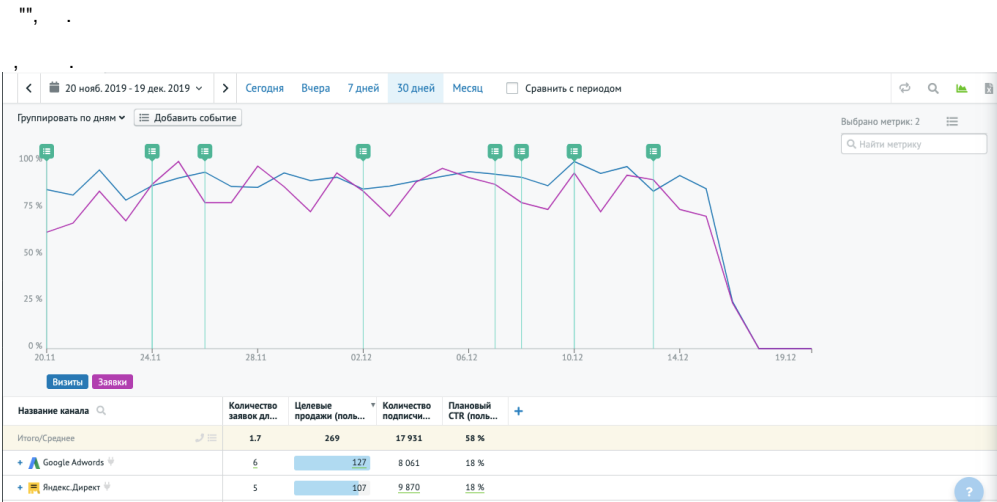 "", .
, .
20 нояб. 2019 - 19 дек. 2019
Сегодня Вчера 7 дней 30 дней Месяц Сравнить с периодом
Группировать по дням Добавить событие
Выбрано метрик: 2
Найти метрику
100 %
75 %
50 %
25 %
0 %
20.11 24.11 28.11 02.12 06.12 10.12 14.12 19.12
Визиты Заявки
Название канала
Количество заявок дл...
Целевые продажи (поль...
Количество подписчи...
Плановый CTR (поль...
+
Итого/Среднее 1.7 269 17 931 58 %
+ Google Adwords 6 127 8 061 18 %
+ Яндекс.Директ 5 107 9 870 18 %
?